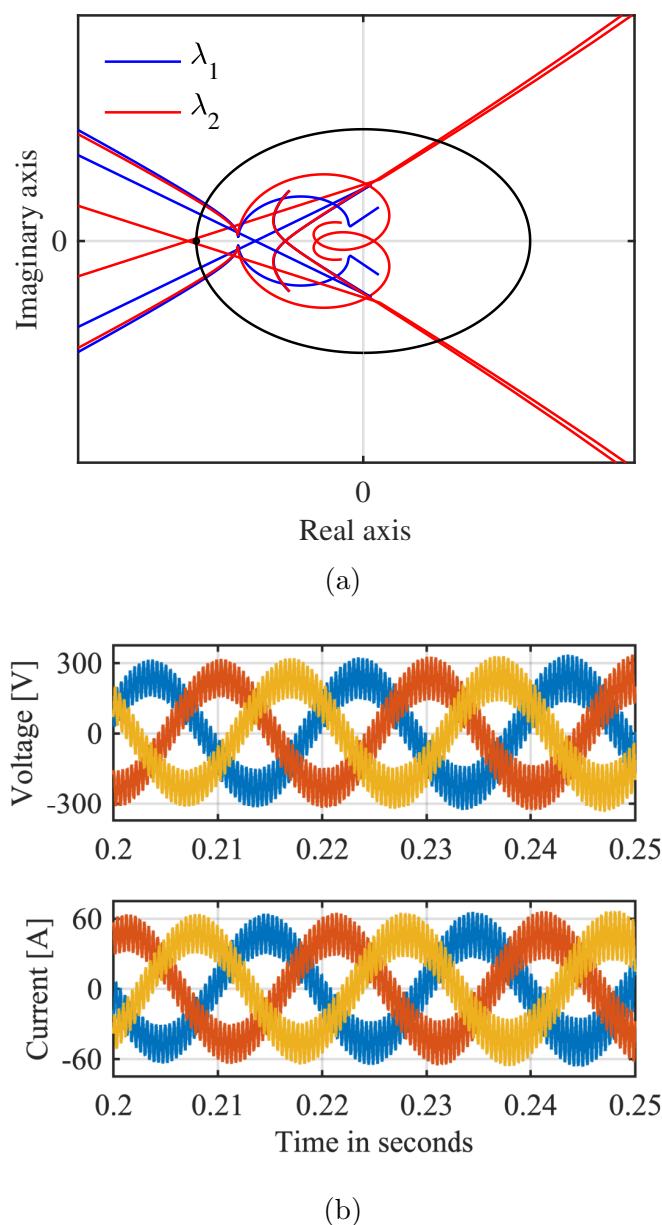 λ1
λ2
Imaginary axis
0
0
Real axis
(a)
Voltage [V]
300
0
-300
0.2 0.21 0.22 0.23 0.24 0.25
Current [A]
60
0
-60
0.2 0.21 0.22 0.23 0.24 0.25
Time in seconds
(b)